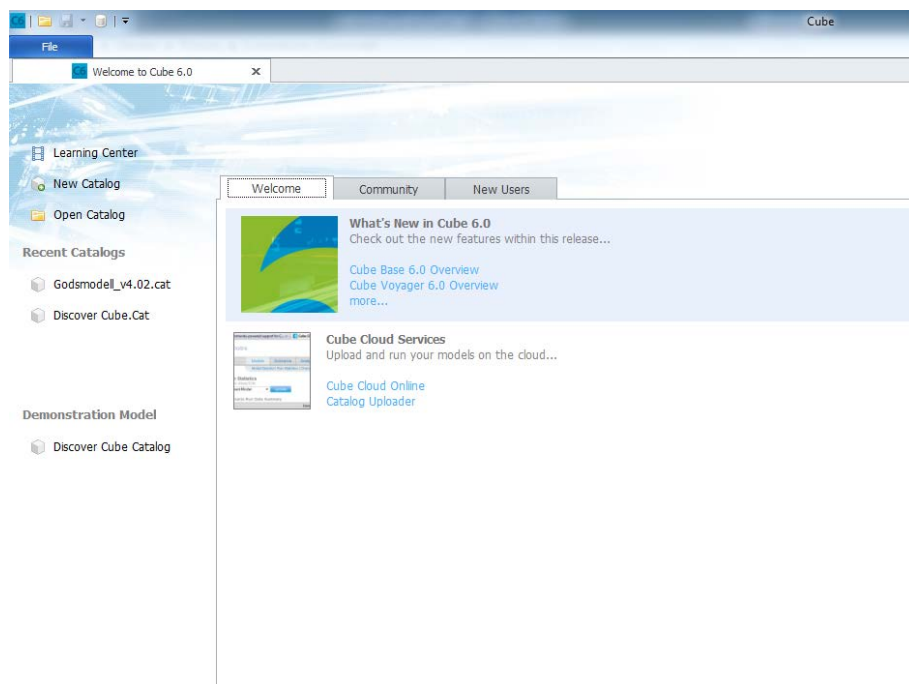 C6
Cube
File
C6 Welcome to Cube 6.0
Learning Center
New Catalog
Open Catalog
Recent Catalogs
Godsmodell_v4.02.cat
Discover Cube.Cat
Demonstration Model
Discover Cube Catalog
Welcome Community New Users
What's New in Cube 6.0
Check out the new features within this release...
Cube Base 6.0 Overview
Cube Voyager 6.0 Overview
more...
Cube Cloud Services
Upload and run your models on the cloud...
Cube Cloud Online
Catalog Uploader